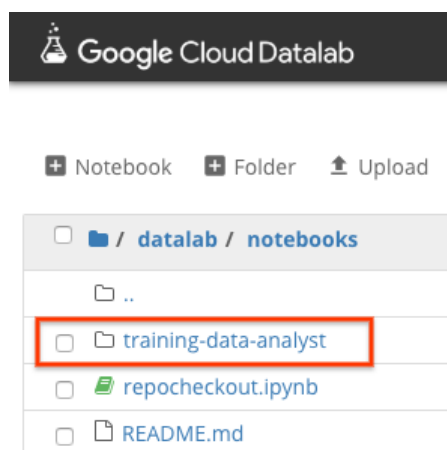 Google Cloud Datalab
Notebook Folder Upload
/ datalab / notebooks
..
training-data-analyst
repocheckout.ipynb
README.md